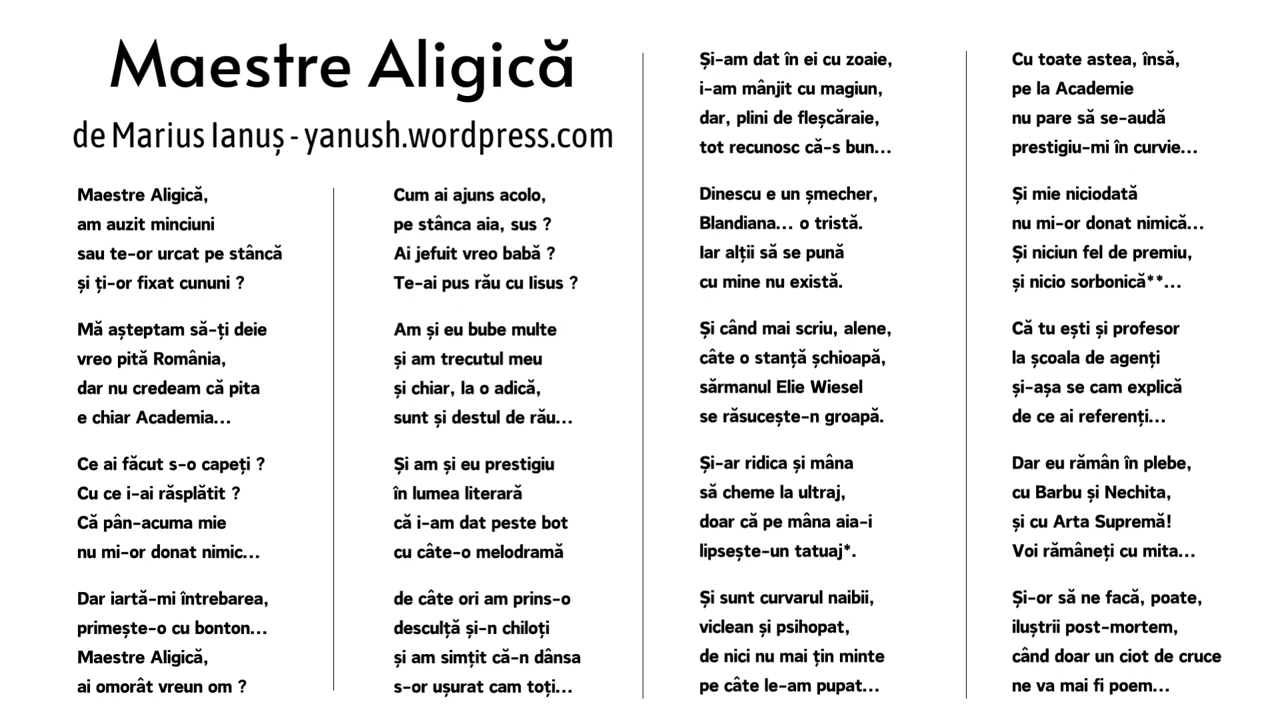 Maestre Aligică
de Marius Ianuș - yanush.wordpress.com
Maestre Aligică,
am auzit minciuni
sau te-or urcat pe stâncă
și ți-or fixat cununi ?
Mă așteptam să-ți deie
vreo pită România,
dar nu credeam că pita
e chiar Academia...
Ce ai făcut s-o capeți ?
Cu ce i-ai răsplătit ?
Că pân-acuma mie
nu mi-or donat nimic...
Dar iartă-mi întrebarea,
primește-o cu bonton...
Maestre Aligică,
ai omorât vreun om ?
Cum ai ajuns acolo,
pe stânca aia, sus ?
Ai jefuit vreo babă ?
Te-ai pus rău cu Iisus ?
Am și eu bube multe
și am trecutul meu
și chiar, la o adică,
sunt și destul de rău...
Și am și eu prestigiu
în lumea literară
că i-am dat peste bot
cu câte-o melodramă
de câte ori am prins-o
desculță și-n chiloți
și am simțit că-n dânsa
s-or ușurat cam toți...
Și-am dat în ei cu zoaie,
i-am mânjit cu magiun,
dar, plini de fleșcăraie,
tot recunosc că-s bun...
Dinescu e un șmecher,
Blandiana... o tristă.
Iar alții să se pună
cu mine nu există.
Și când mai scriu, alene,
câte o stanță șchioapă,
sărmanul Elie Wiesel
se răsucește-n groapă.
Și-ar ridica și mâna
să cheme la ultraj,
doar că pe mâna aia-i
lipsește-un tatuaj*.
Și sunt curvarul naibii,
viclean și psihopat,
de nici nu mai țin minte
pe câte le-am pupat...
Cu toate astea, însă,
pe la Academie
nu pare să se-audă
prestigiu-mi în curvie...
Și mie niciodată
nu mi-or donat nimică...
Și niciun fel de premiu,
și nicio sorbonică**...
Că tu ești și profesor
la școala de agenți
și-așa se cam explică
de ce ai referenți...
Dar eu rămân în plebe,
cu Barbu și Nechita,
și cu Arta Supremă!
Voi rămâneți cu mita...
Și-or să ne facă, poate,
iluștrii post-mortem,
când doar un ciot de cruce
ne va mai fi poem...